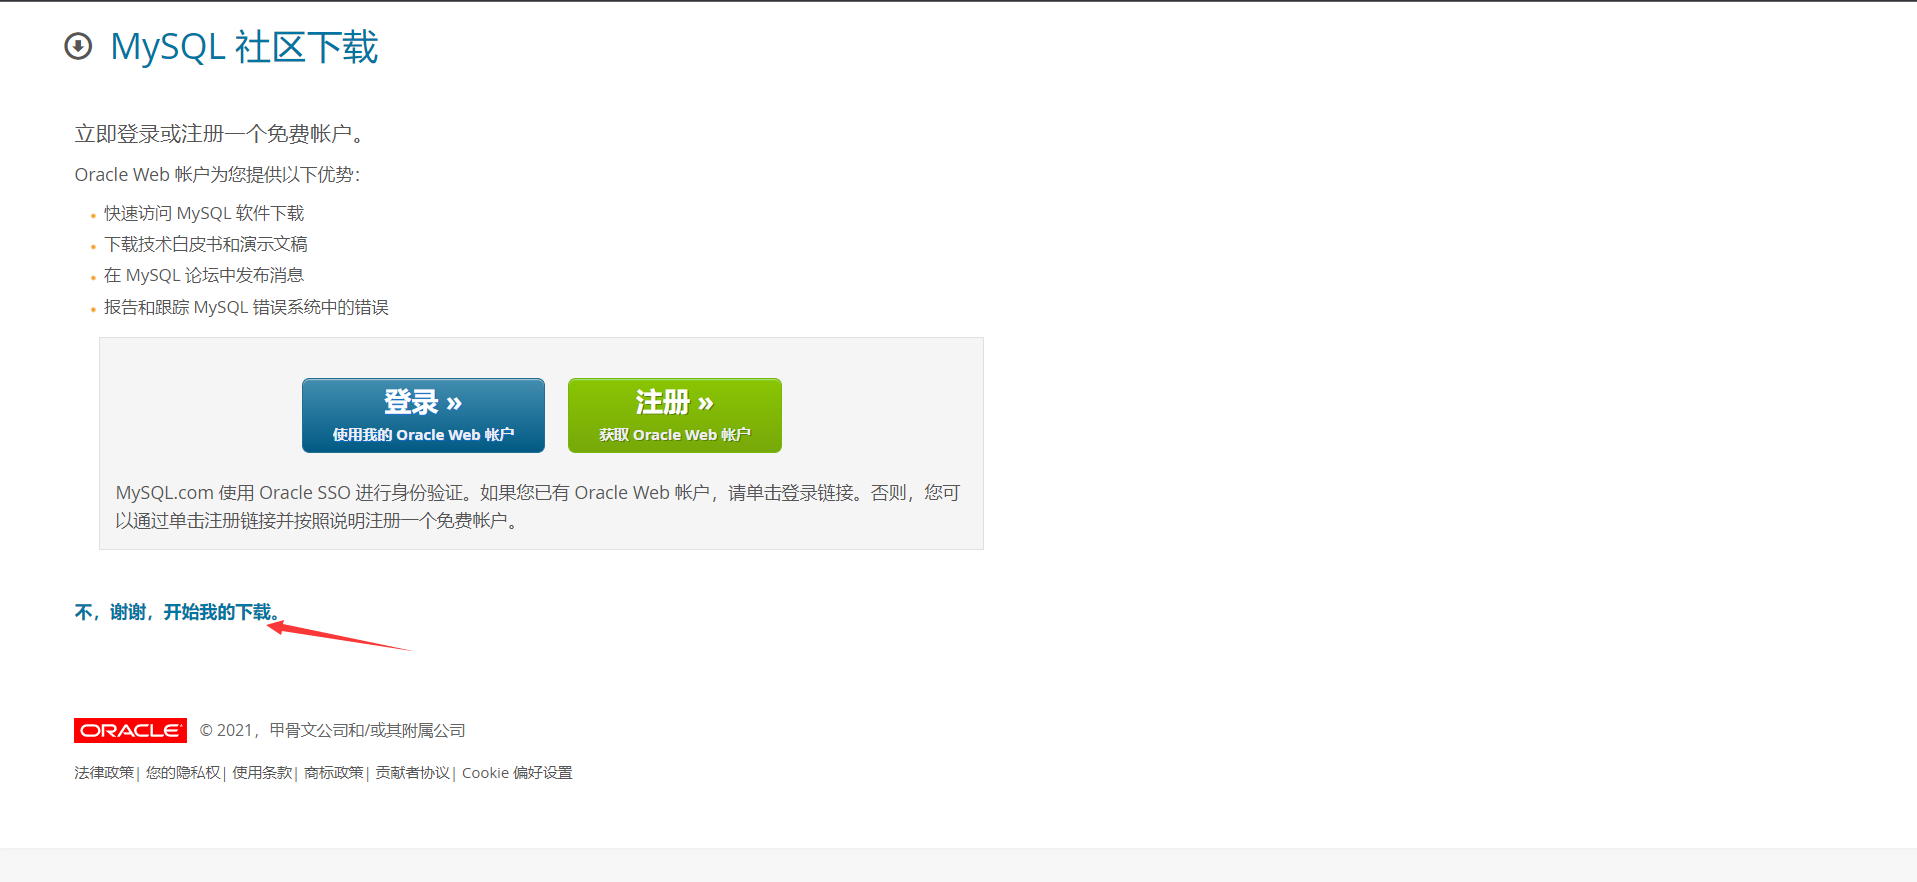 MySQL 社区下载
立即登录或注册一个免费帐户。
Oracle Web 帐户为您提供以下优势：
快速访问 MySQL 软件下载
下载技术白皮书和演示文稿
在 MySQL 论坛中发布消息
报告和跟踪 MySQL 错误系统中的错误
登录 »
使用我的 Oracle Web 帐户
注册 »
获取 Oracle Web 帐户
MySQL.com 使用 Oracle SSO 进行身份验证。如果您已有 Oracle Web 帐户，请单击登录链接。否则，您可
以通过单击注册链接并按照说明注册一个免费帐户。
不，谢谢，开始我的下载。
ORACLE © 2021，甲骨文公司和/或其附属公司
法律政策| 您的隐私权| 使用条款| 商标政策| 贡献者协议| Cookie 偏好设置